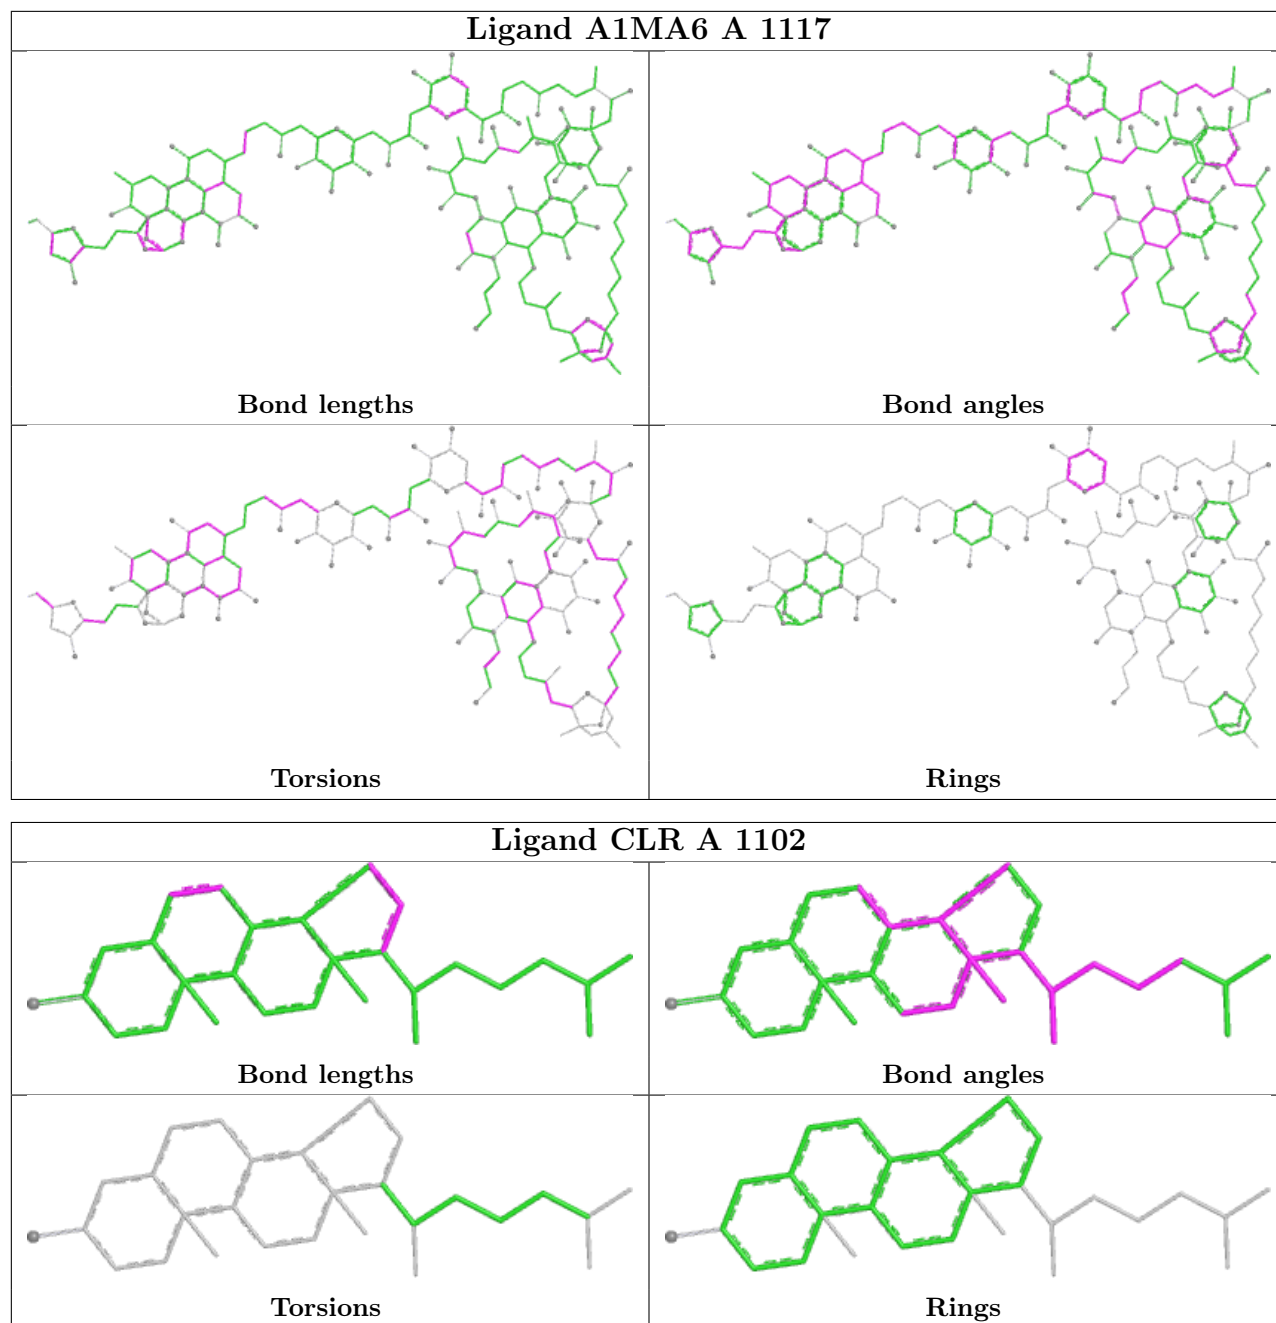 Ligand A1MA6 A 1117
Bond lengths
Bond angles
Torsions
Rings
Ligand CLR A 1102
Bond lengths
Bond angles
Torsions
Rings